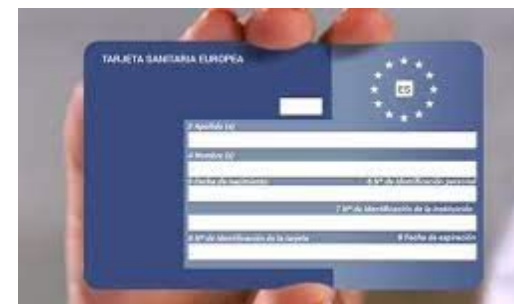 TARJETA SANITARIA EUROPEA
ES
3 Apellido (s)
4 Nombre (s)
5 Fecha de nacimiento 6 Nº de identificación personal
7 Nº de identificación de la institución
8 Nº de identificación de la tarjeta 9 Fecha de expiración